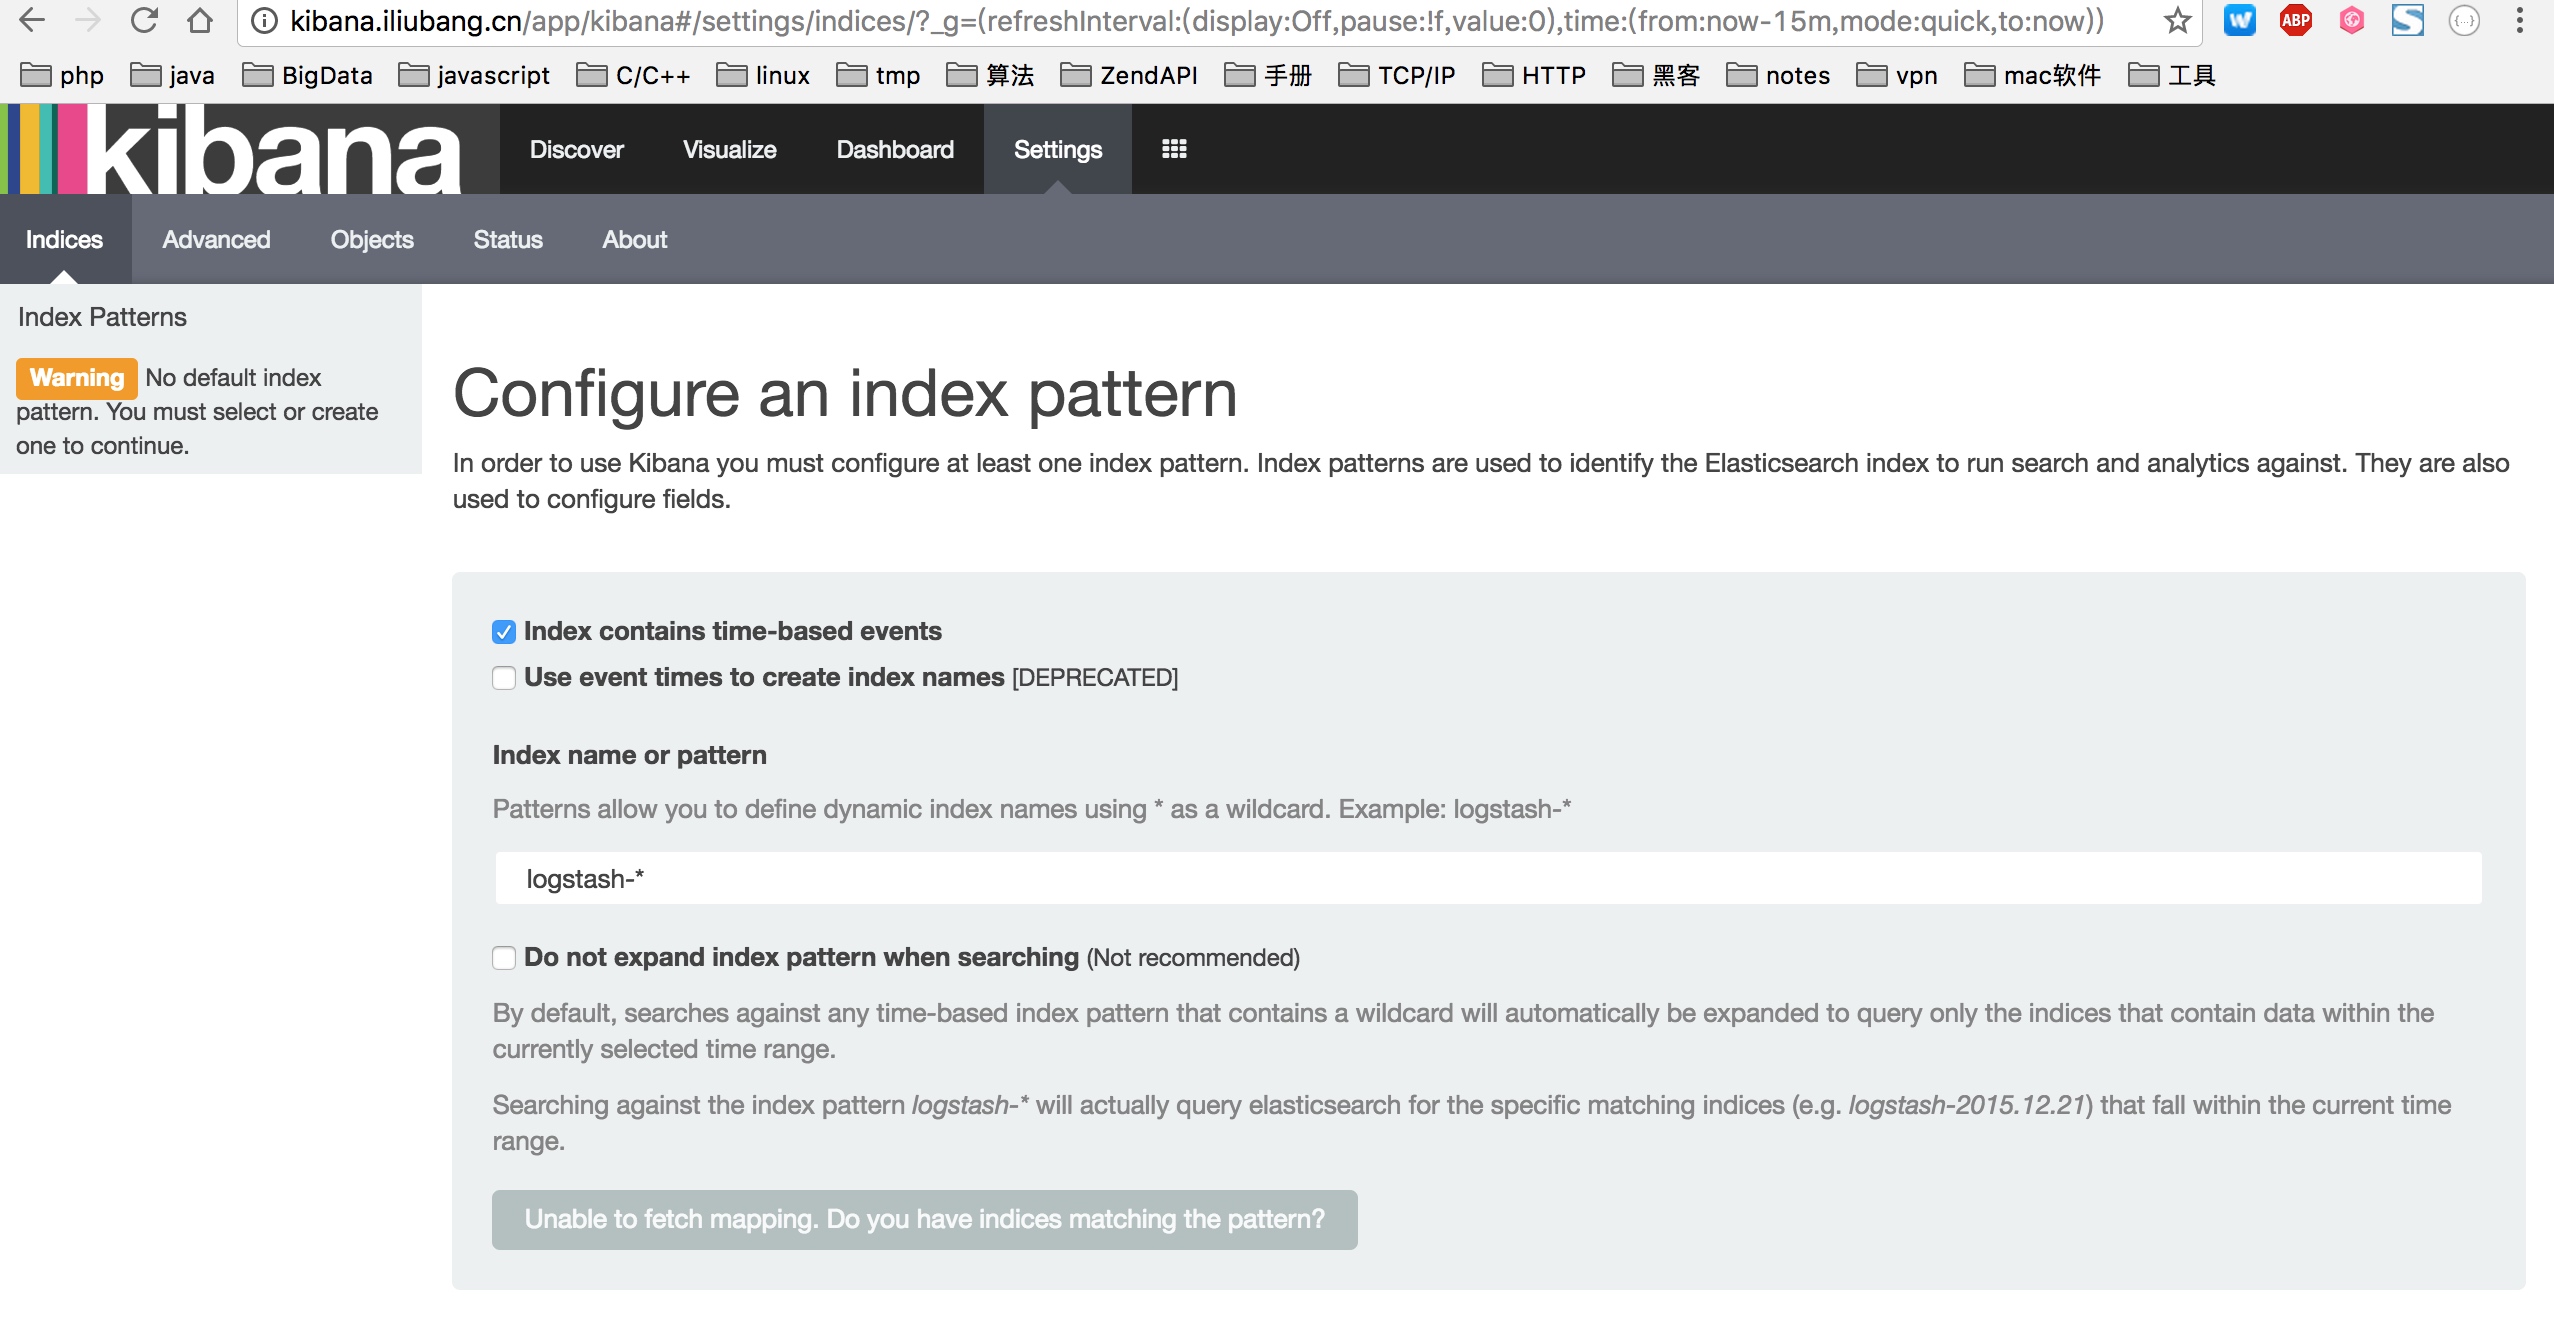 kibana.iliubang.cn/app/kibana#/settings/indices/?_g=(refreshInterval:(display:Off,pause:!f,value:0),time:(from:now-15m,mode:quick,to:now))
W ABP S {...}
php java BigData javascript C/C++ linux tmp 算法 ZendAPI 手册 TCP/IP HTTP 黑客 notes vpn mac软件 工具
kibana Discover Visualize Dashboard Settings
Indices Advanced Objects Status About
Index Patterns
Warning No default index
pattern. You must select or create
one to continue.
Configure an index pattern
In order to use Kibana you must configure at least one index pattern. Index patterns are used to identify the Elasticsearch index to run search and analytics against. They are also
used to configure fields.
Index contains time-based events
Use event times to create index names [DEPRECATED]
Index name or pattern
Patterns allow you to define dynamic index names using * as a wildcard. Example: logstash-*
logstash-*
Do not expand index pattern when searching (Not recommended)
By default, searches against any time-based index pattern that contains a wildcard will automatically be expanded to query only the indices that contain data within the
currently selected time range.
Searching against the index pattern logstash-* will actually query elasticsearch for the specific matching indices (e.g. logstash-2015.12.21) that fall within the current time
range.
Unable to fetch mapping. Do you have indices matching the pattern?